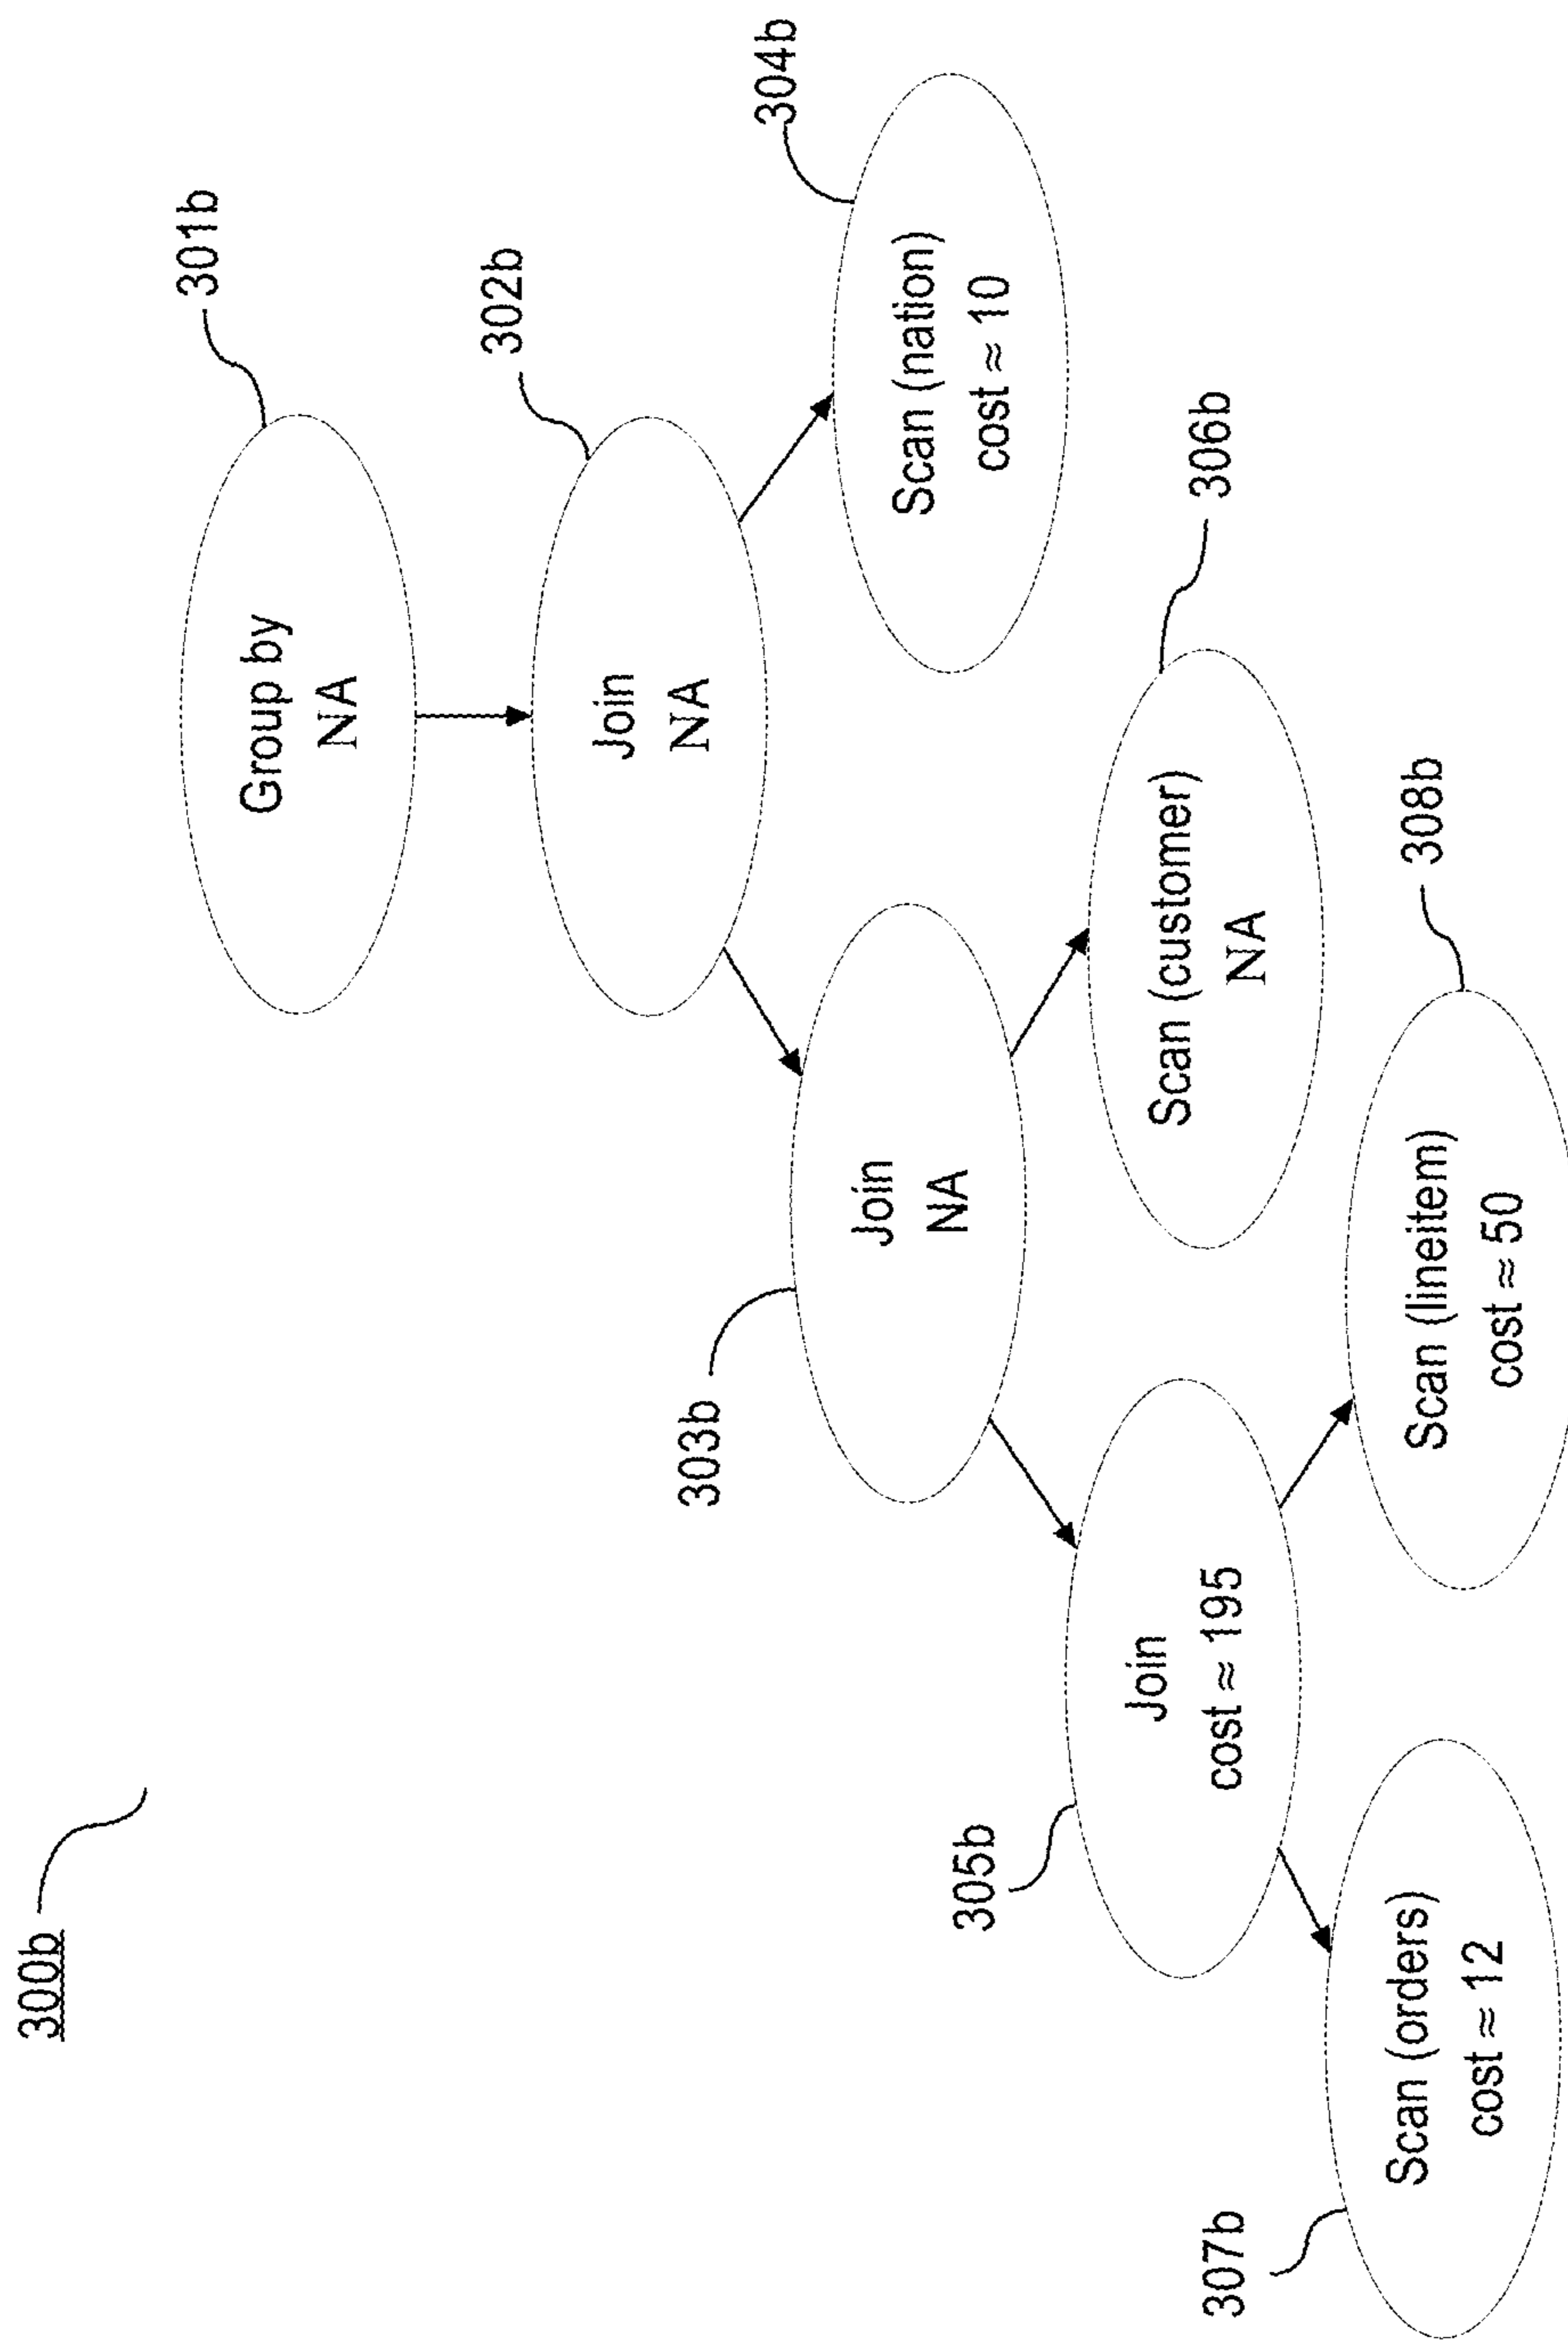 300b
301b
Group by
NA
302b
Join
NA
303b
Join
NA
304b
Scan (nation)
cost ≈ 10
305b
Join
cost ≈ 195
306b
Scan (customer)
NA
307b
Scan (orders)
cost ≈ 12
308b
Scan (lineitem)
cost ≈ 50